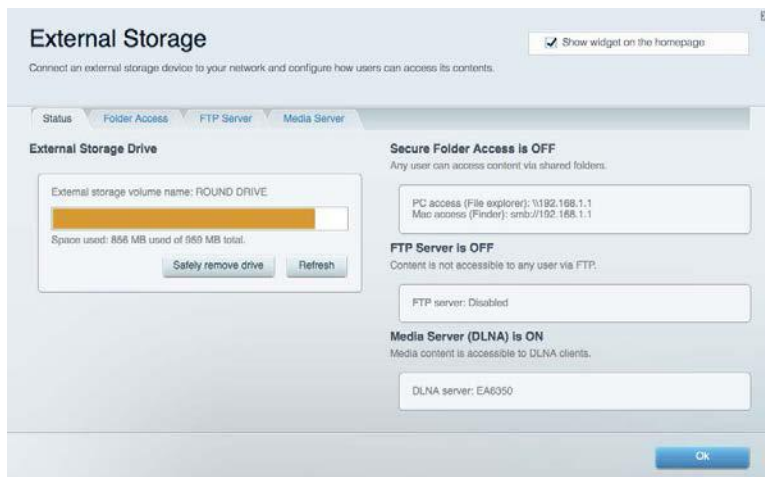 External Storage
Show widget on the homepage
Connect an external storage device to your network and configure how users can access its contents.
Status
Folder Access
FTP Server
Media Server
External Storage Drive
External storage volume name: ROUND DRIVE
Space used: 856 MB used of 969 MB total.
Safely remove drive
Refresh
Secure Folder Access is OFF
Any user can access content via shared folders.
PC access (File explorer): \\192.168.1.1
Mac access (Finder): smb://192.168.1.1
FTP Server is OFF
Content is not accessible to any user via FTP.
FTP server: Disabled
Media Server (DLNA) is ON
Media content is accessible to DLNA clients.
DLNA server: EA6350
Ok